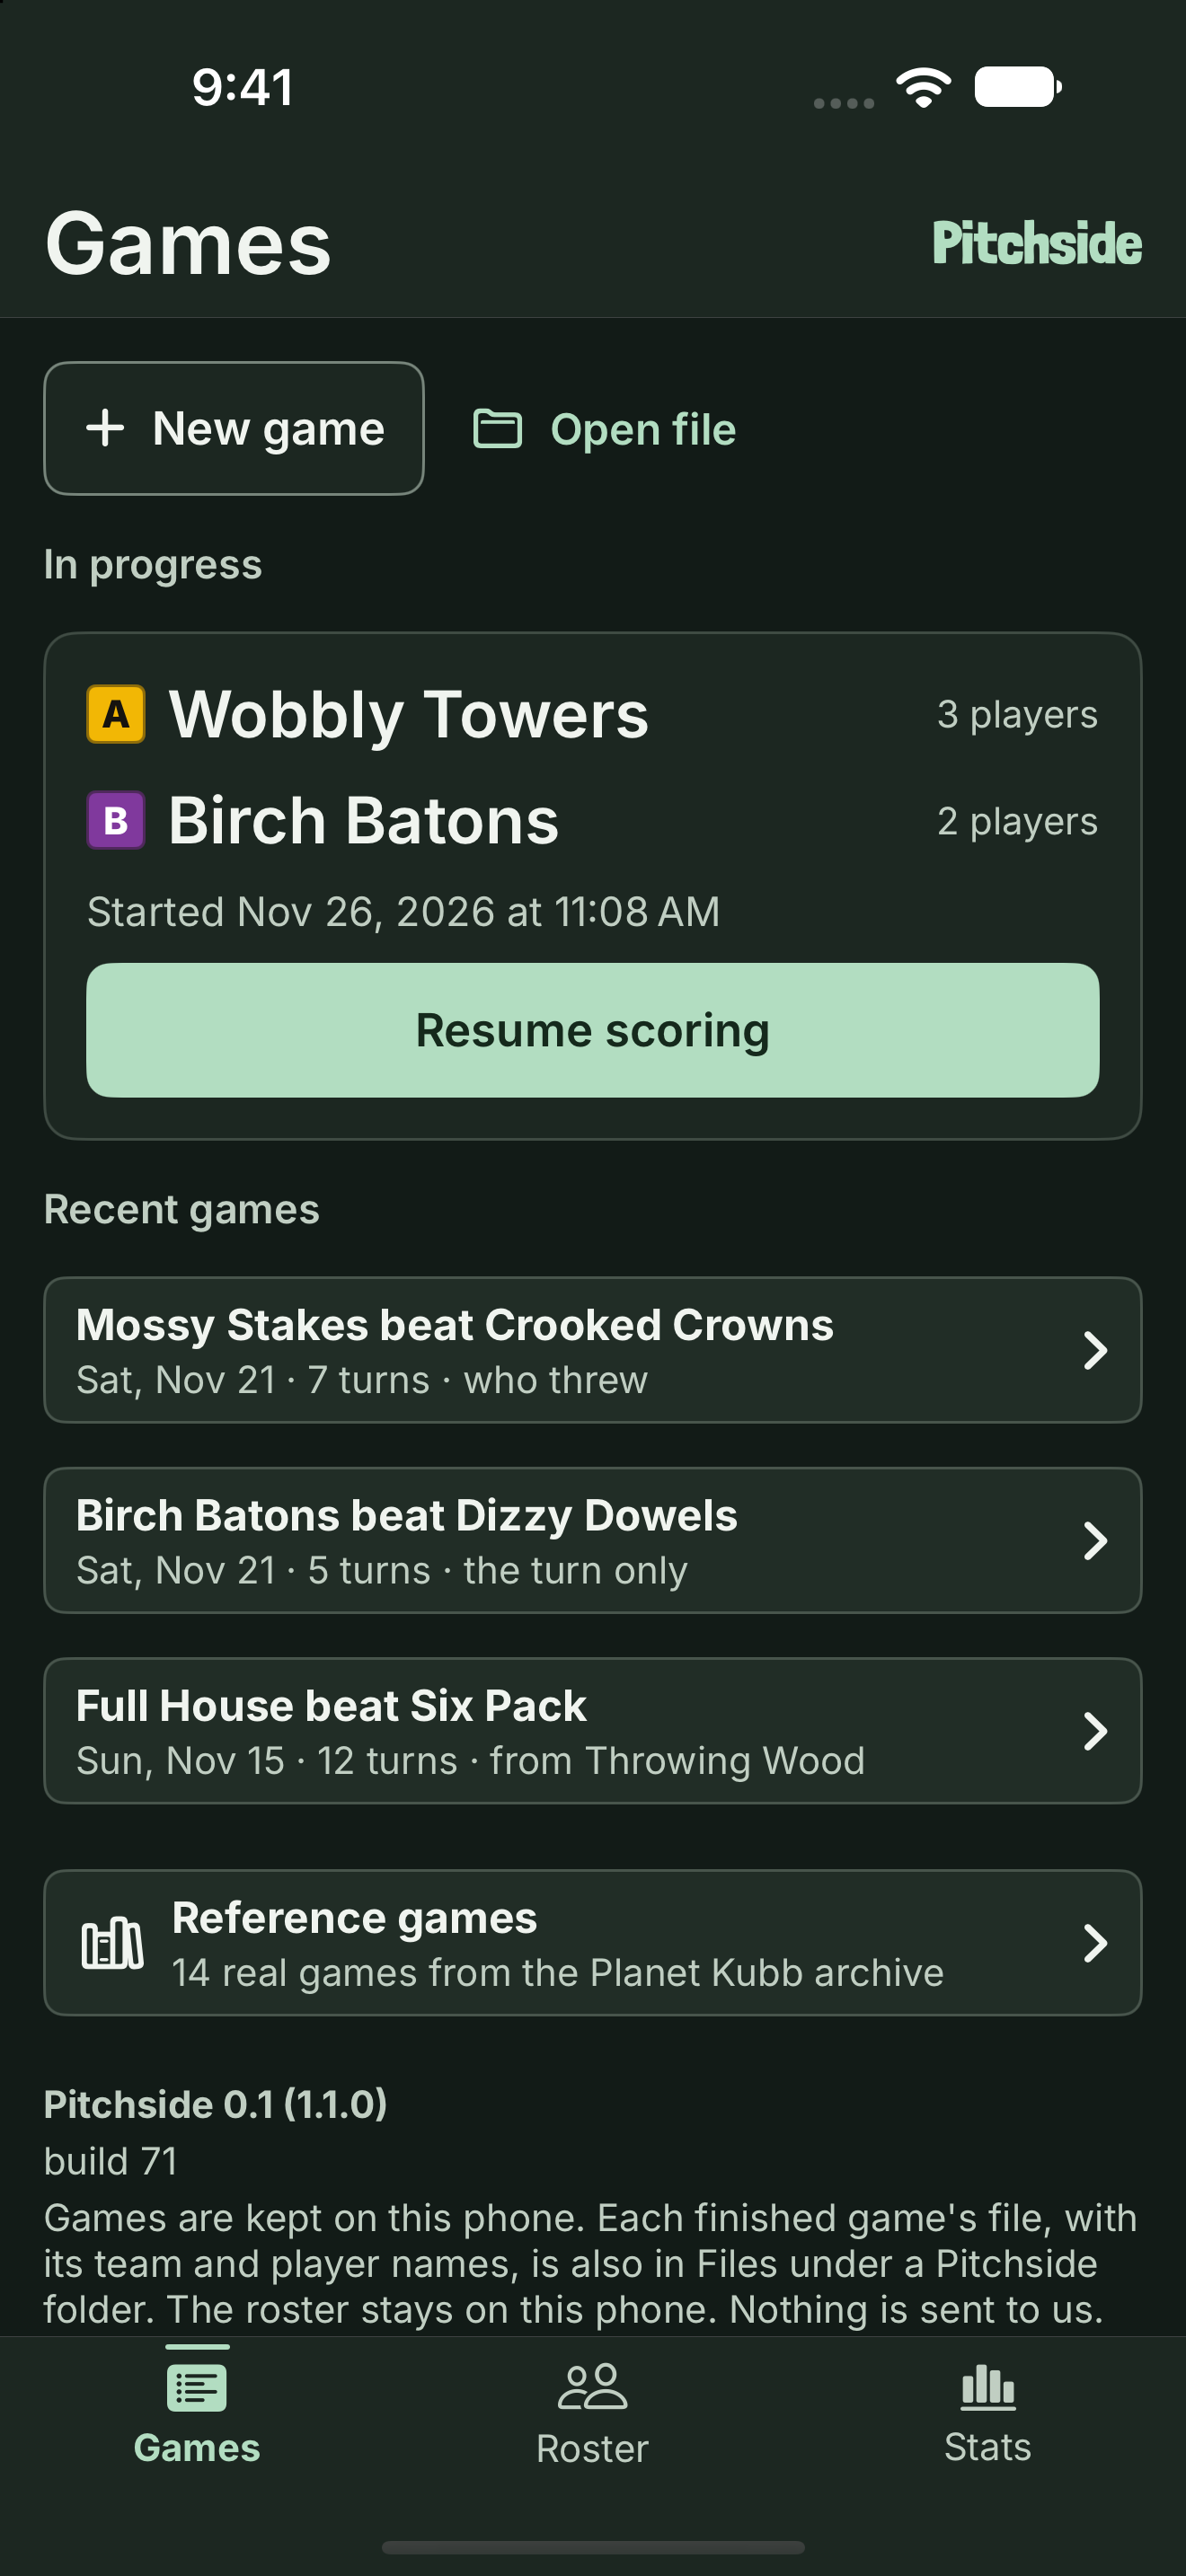 9:41
Games
Pitchside
New game
Open file
In progress
A Wobbly Towers 3 players
B Birch Batons 2 players
Started Nov 26, 2026 at 11:08 AM
Resume scoring
Recent games
Mossy Stakes beat Crooked Crowns
Sat, Nov 21 · 7 turns · who threw
Birch Batons beat Dizzy Dowels
Sat, Nov 21 · 5 turns · the turn only
Full House beat Six Pack
Sun, Nov 15 · 12 turns · from Throwing Wood
Reference games
14 real games from the Planet Kubb archive
Pitchside 0.1 (1.1.0)
build 71
Games are kept on this phone. Each finished game's file, with
its team and player names, is also in Files under a Pitchside
folder. The roster stays on this phone. Nothing is sent to us.
Games
Roster
Stats